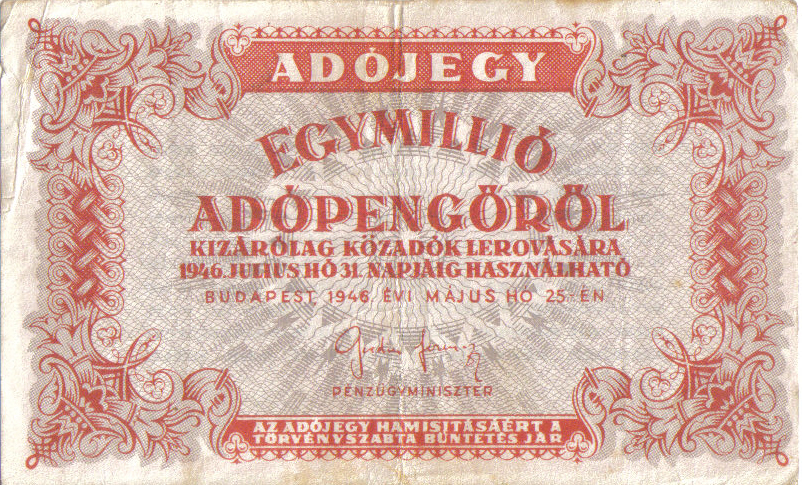 ADÓJEGY
EGYMILLIÓ
ADÓPENGŐRŐL
KIZÁRÓLAG KÖZADÓK LEROVÁSÁRA
1946. JULIUS HÓ 31. NAPJÁIG HASZNÁLHATÓ
BUDAPEST, 1946. ÉVI MÁJUS HÓ 25-ÉN
PÉNZÜGYMINISZTER
AZ ADÓJEGY HAMISITÁSÁÉRT A
TÖRVÉNYSZABTA BÜNTETÉS JÁR